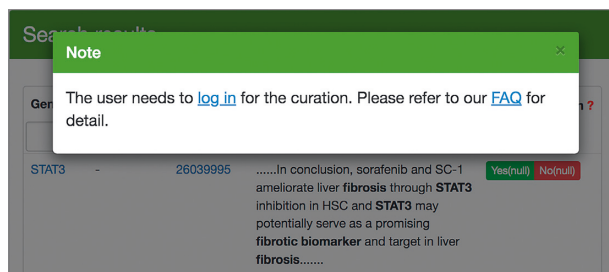 Search results
Note ×
The user needs to log in for the curation. Please refer to our FAQ for
detail.
?
STAT3 - 26039995 ......In conclusion, sorafenib and SC-1 Yes(null) No(null)
ameliorate liver fibrosis through STAT3
inhibition in HSC and STAT3 may
potentially serve as a promising
fibrotic biomarker and target in liver
fibrosis.......